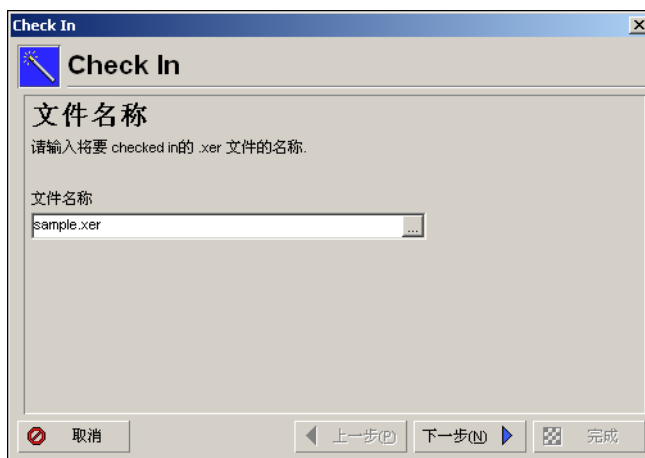 Check In
Check In
文件名称
请输入将要 checked in的 .xer 文件的名称.
文件名称
sample.xer
...
取消
上一步(P)
下一步(N)
完成